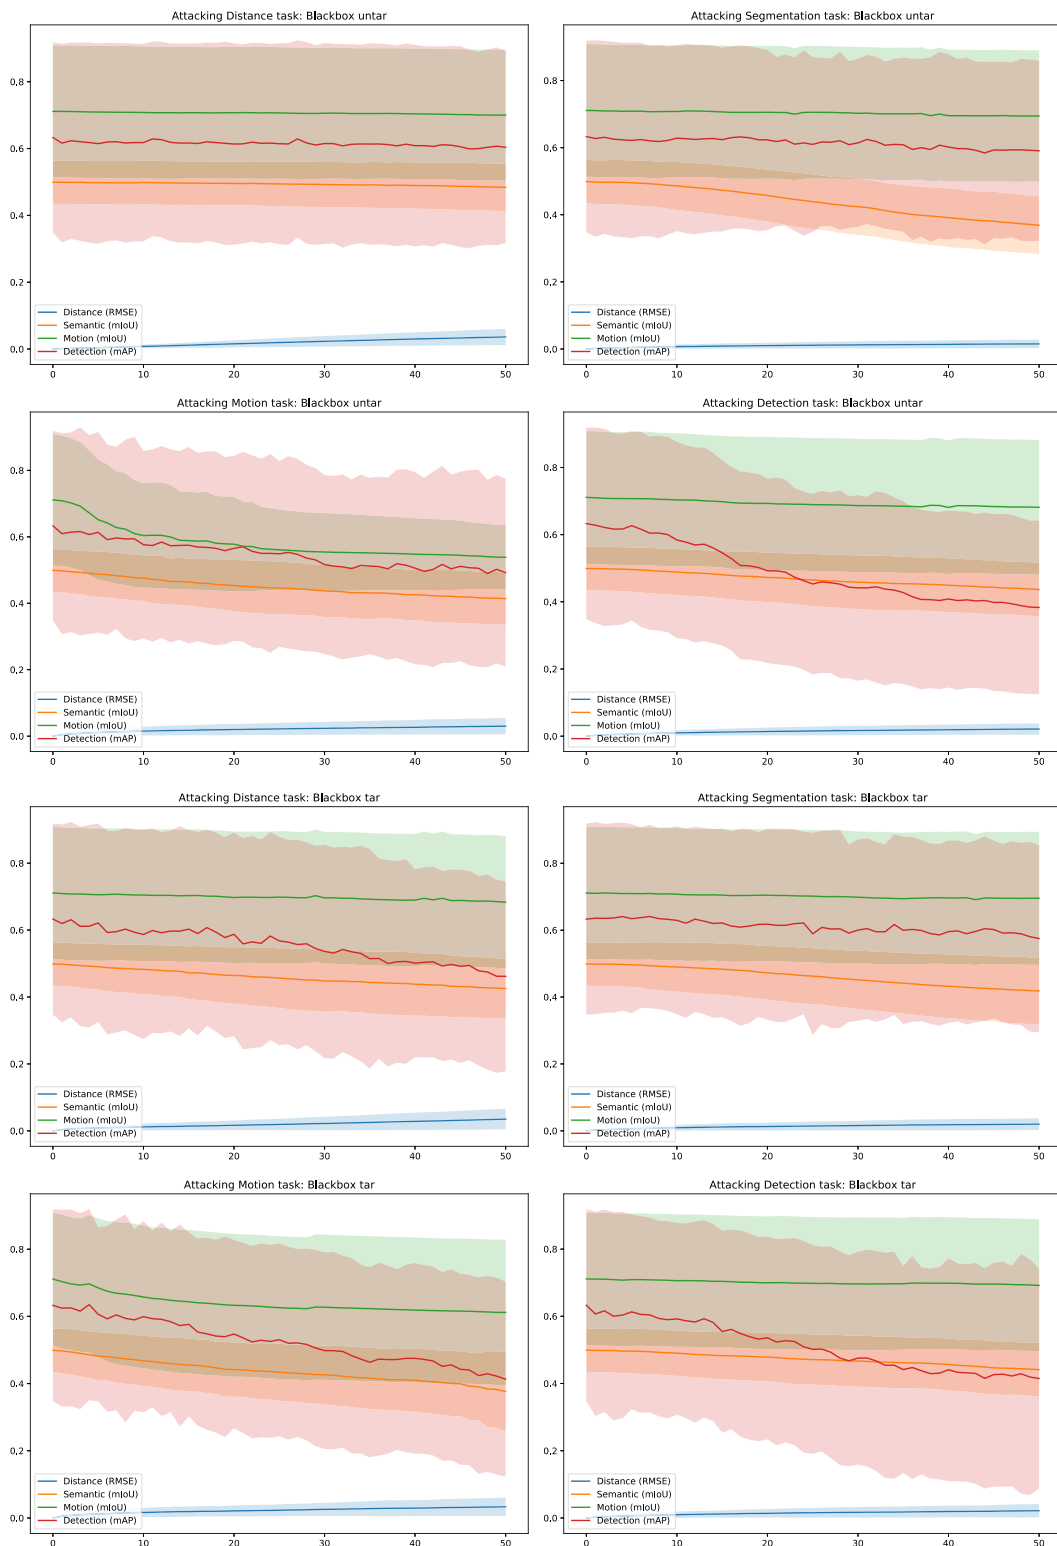 Attacking Distance task: Blackbox untar
0.8
0.6
0.4
0.2
0.0
Distance (RMSE)
Semantic (mIoU)
Motion (mIoU)
Detection (mAP)
0 10 20 30 40 50
Attacking Segmentation task: Blackbox untar
Distance (RMSE)
Semantic (mIoU)
Motion (mIoU)
Detection (mAP)
0 10 20 30 40 50
Attacking Motion task: Blackbox untar
0.8
0.6
0.4
0.2
0.0
Distance (RMSE)
Semantic (mIoU)
Motion (mIoU)
Detection (mAP)
0 10 20 30 40 50
Attacking Detection task: Blackbox untar
0.8
0.6
0.4
0.2
0.0
Distance (RMSE)
Semantic (mIoU)
Motion (mIoU)
Detection (mAP)
0 10 20 30 40 50
Attacking Distance task: Blackbox tar
0.8
0.6
0.4
0.2
0.0
Distance (RMSE)
Semantic (mIoU)
Motion (mIoU)
Detection (mAP)
0 10 20 30 40 50
Attacking Segmentation task: Blackbox tar
0.8
0.6
0.4
0.2
0.0
Distance (RMSE)
Semantic (mIoU)
Motion (mIoU)
Detection (mAP)
0 10 20 30 40 50
Attacking Motion task: Blackbox tar
0.8
0.6
0.4
0.2
0.0
Distance (RMSE)
Semantic (mIoU)
Motion (mIoU)
Detection (mAP)
0 10 20 30 40 50
Attacking Detection task: Blackbox tar
0.8
0.6
0.4
0.2
0.0
Distance (RMSE)
Semantic (mIoU)
Motion (mIoU)
Detection (mAP)
0 10 20 30 40 50